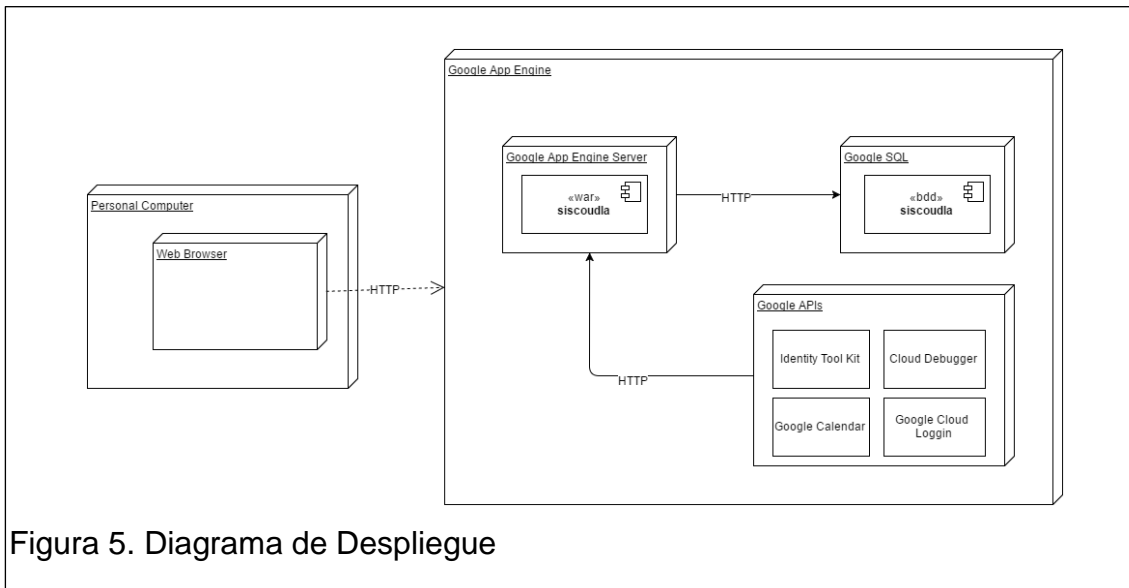 Google App Engine
Google App Engine Server
«war»
siscoudla
HTTP
Google SQL
«bdd»
siscoudla
Personal Computer
Web Browser
HTTP
Google APIs
Identity Tool Kit
Cloud Debugger
HTTP
Google Calendar
Google Cloud
Loggin
Figura 5. Diagrama de Despliegue